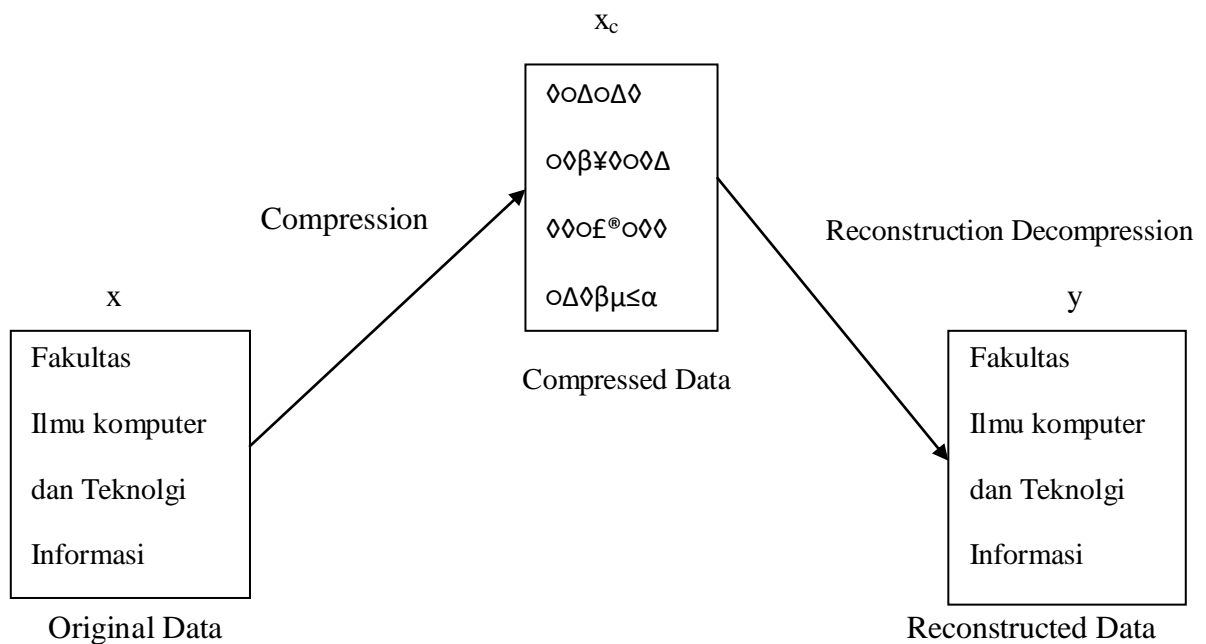 x_c
◊○Δ○Δ◊
○◊β¥◊○◊Δ
◊◊○£®○◊◊
○Δ◊βμ≤α
Compressed Data
Compression
Reconstruction Decompression
x
Fakultas
Ilmu komputer
dan Teknolgi
Informasi
Original Data
y
Fakultas
Ilmu komputer
dan Teknolgi
Informasi
Reconstructed Data